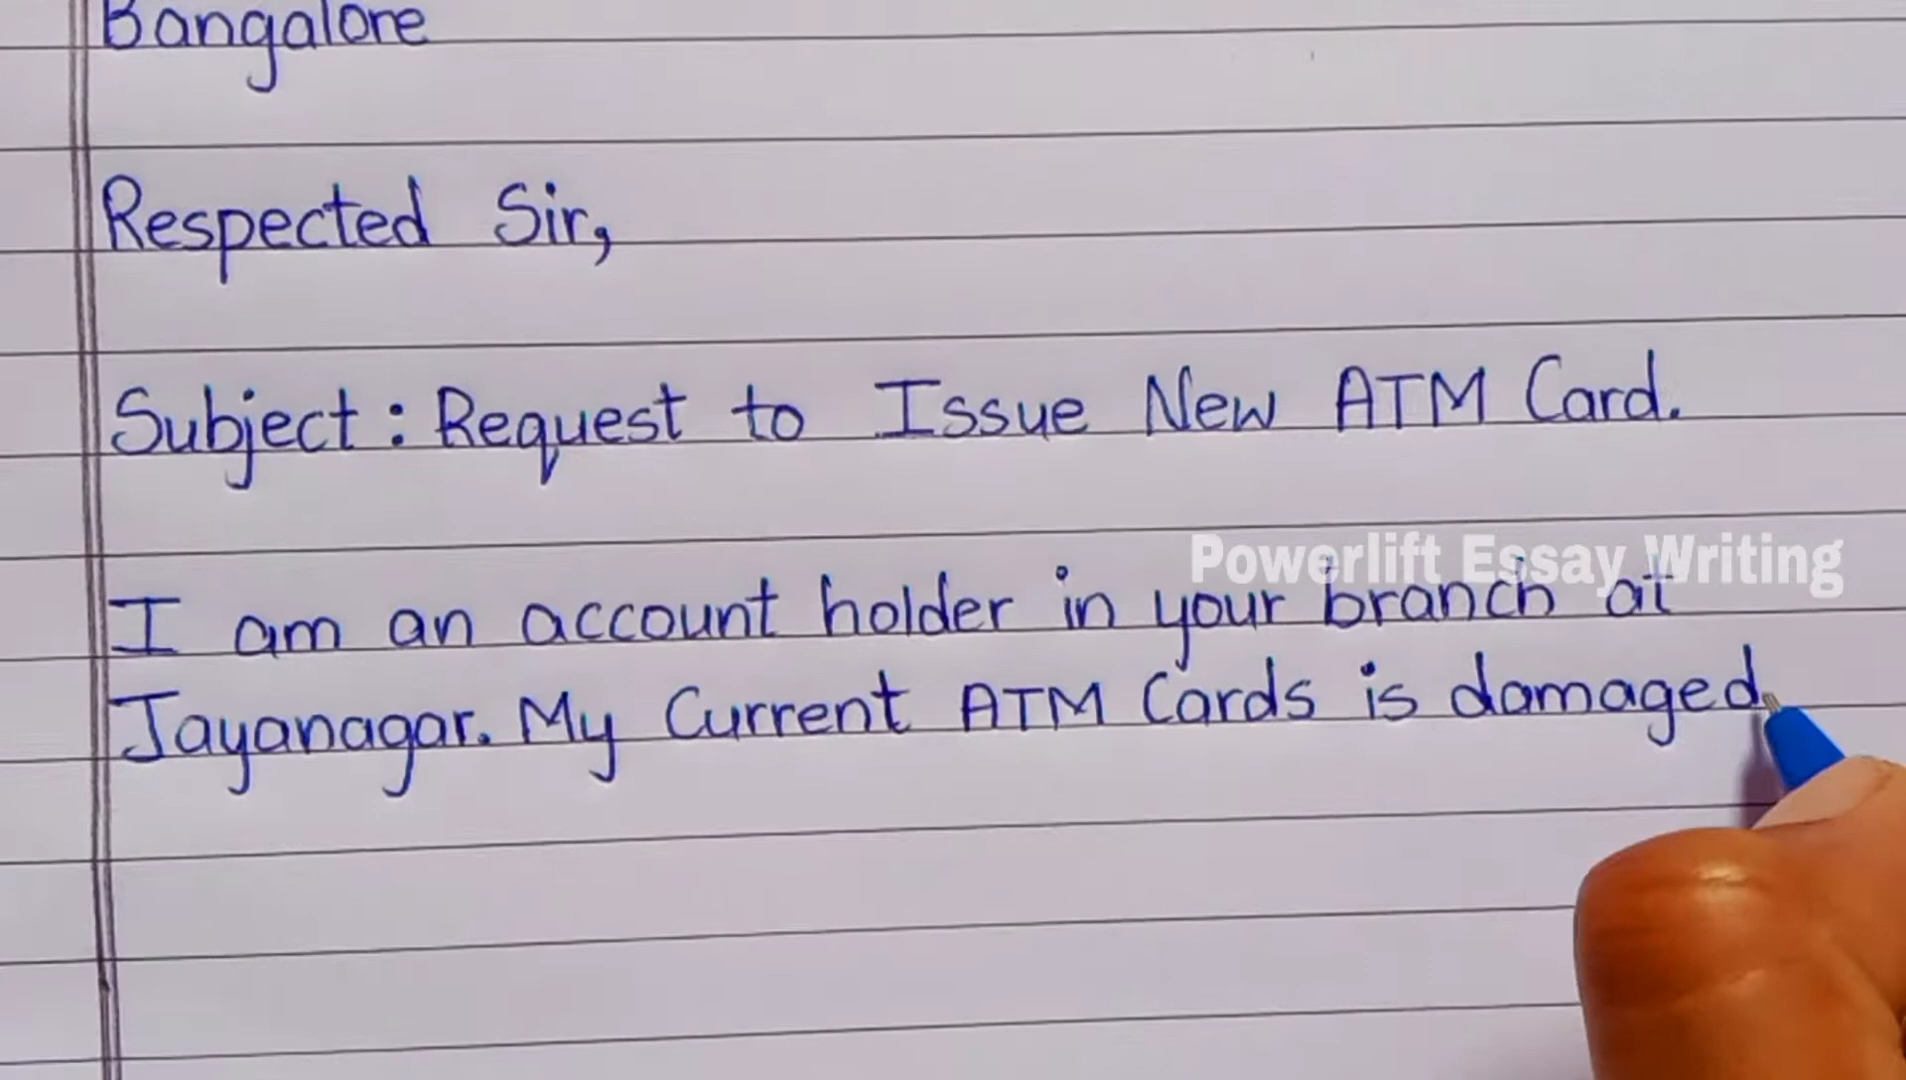 Bangalore
Respected Sir,
Subject : Request to Issue New ATM Card.
Powerlift Essay Writing
I am an account holder in your branch at
Jayanagar. My Current ATM Cards is damaged